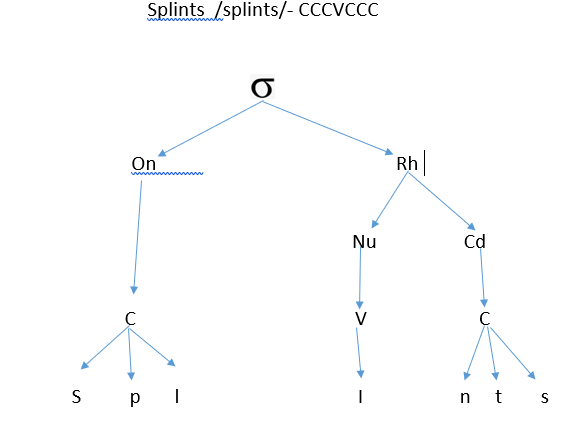 Splints /splints/- CCCVCCC
σ
On Rh
Nu Cd
C V C
S p l I n t s